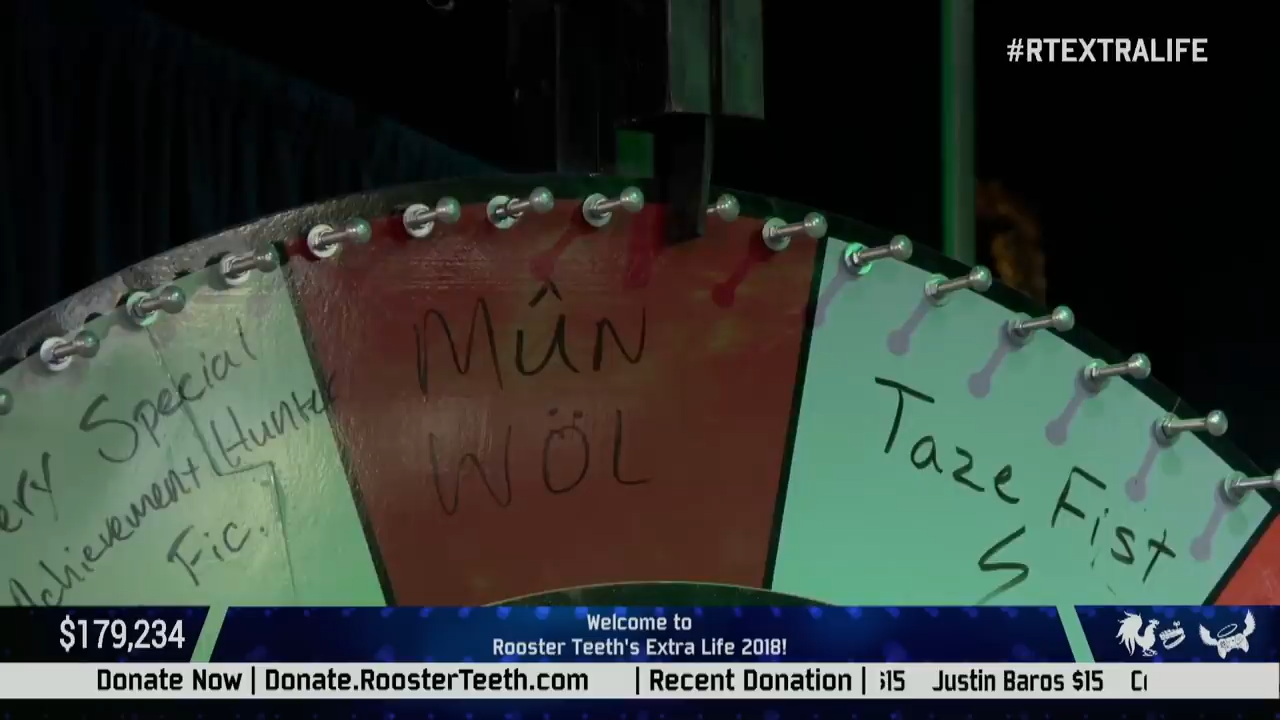 #RTEXTRALIFE
ery Special
Achievement Hunter
Fic.
MÛN
WÖL
Taze Fist
S
$179,234
Welcome to
Rooster Teeth's Extra Life 2018!
Donate Now | Donate.RoosterTeeth.com | Recent Donation | $15 Justin Baros $15